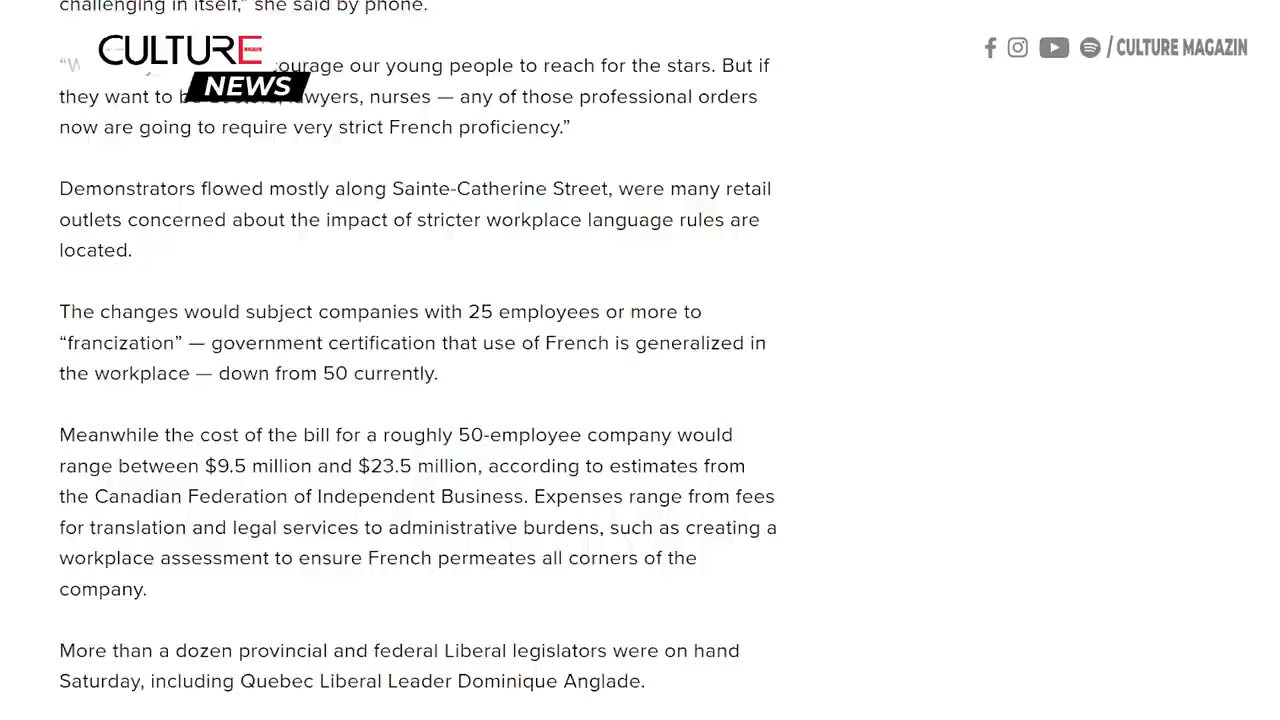 challenging in itself,” she said by phone.
CULTURE
NEWS
/ CULTURE MAGAZIN
our young people to reach for the stars. But if
they want to lawyers, nurses — any of those professional orders
now are going to require very strict French proficiency.”
Demonstrators flowed mostly along Sainte-Catherine Street, were many retail
outlets concerned about the impact of stricter workplace language rules are
located.
The changes would subject companies with 25 employees or more to
“francization” — government certification that use of French is generalized in
the workplace — down from 50 currently.
Meanwhile the cost of the bill for a roughly 50-employee company would
range between $9.5 million and $23.5 million, according to estimates from
the Canadian Federation of Independent Business. Expenses range from fees
for translation and legal services to administrative burdens, such as creating a
workplace assessment to ensure French permeates all corners of the
company.
More than a dozen provincial and federal Liberal legislators were on hand
Saturday, including Quebec Liberal Leader Dominique Anglade.